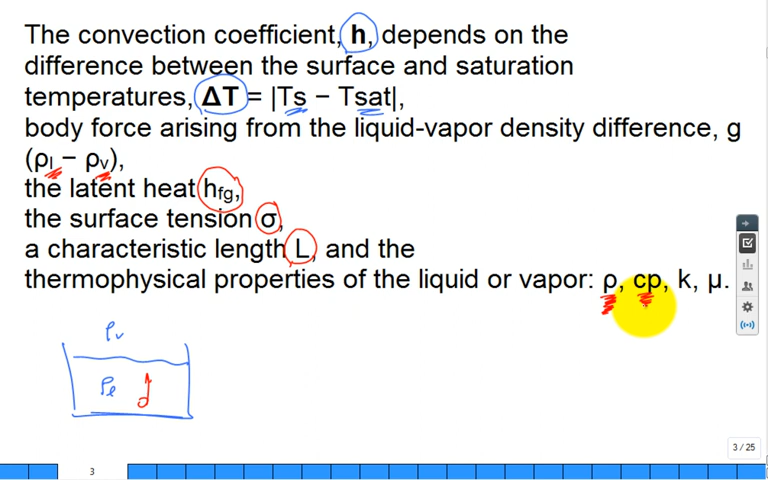 The convection coefficient, h, depends on the
difference between the surface and saturation
temperatures, ΔT = |Ts − Tsat|,
body force arising from the liquid-vapor density difference, g
(ρl − ρv),
the latent heat hfg,
the surface tension σ,
a characteristic length L, and the
thermophysical properties of the liquid or vapor: ρ, cp, k, μ.
ρv
ρl
3 / 25
3